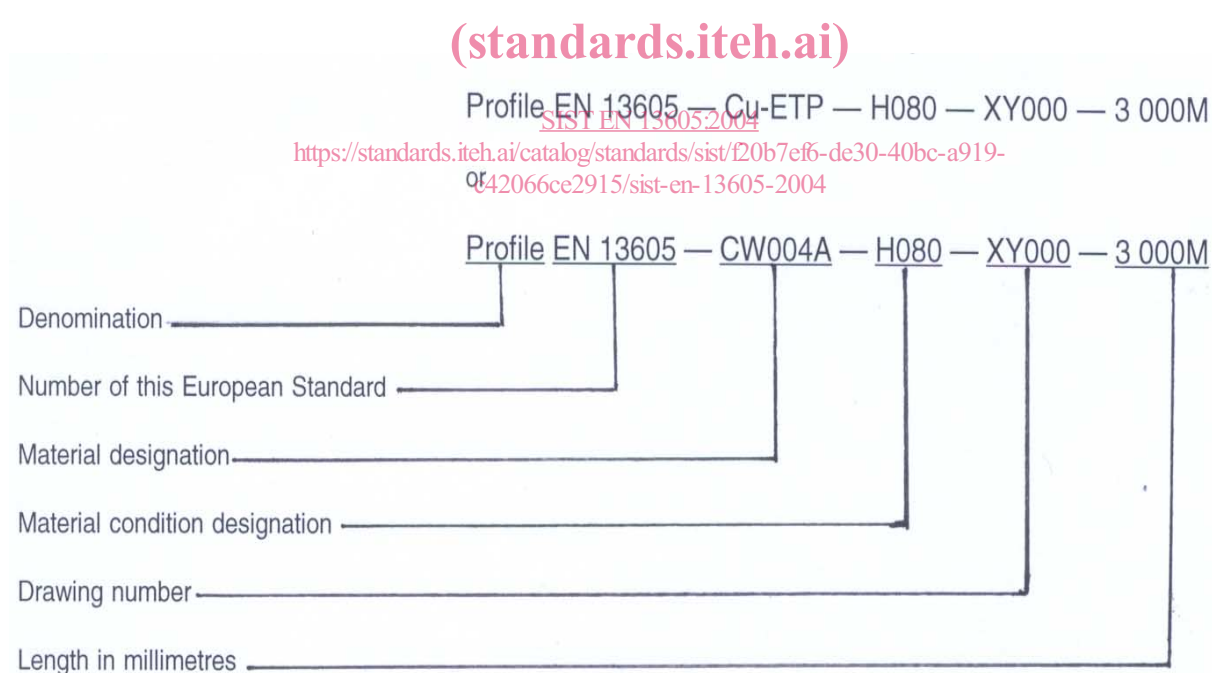 (standards.iteh.ai)
Profile EN 13605 — Cu-ETP — H080 — XY000 — 3 000M
SIST EN 13605:2004
https://standards.iteh.ai/catalog/standards/sist/f20b7ef6-de30-40bc-a919-
or
c42066ce2915/sist-en-13605-2004
Profile EN 13605 — CW004A — H080 — XY000 — 3 000M
Denomination
Number of this European Standard
Material designation
Material condition designation
Drawing number
Length in millimetres